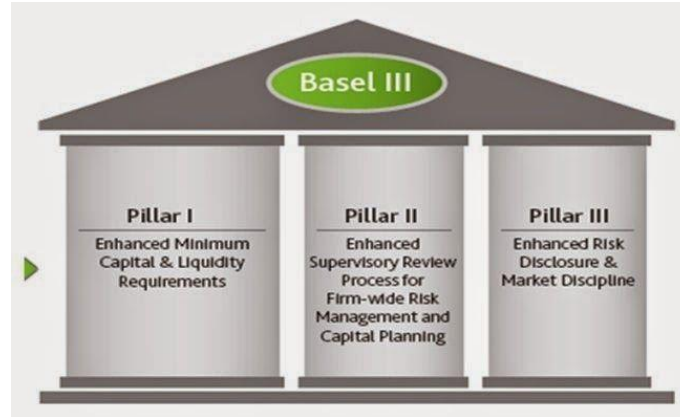 Basel III
Pillar I
Enhanced Minimum
Capital & Liquidity
Requirements
Pillar II
Enhanced
Supervisory Review
Process for
Firm-wide Risk
Management and
Capital Planning
Pillar III
Enhanced Risk
Disclosure &
Market Discipline